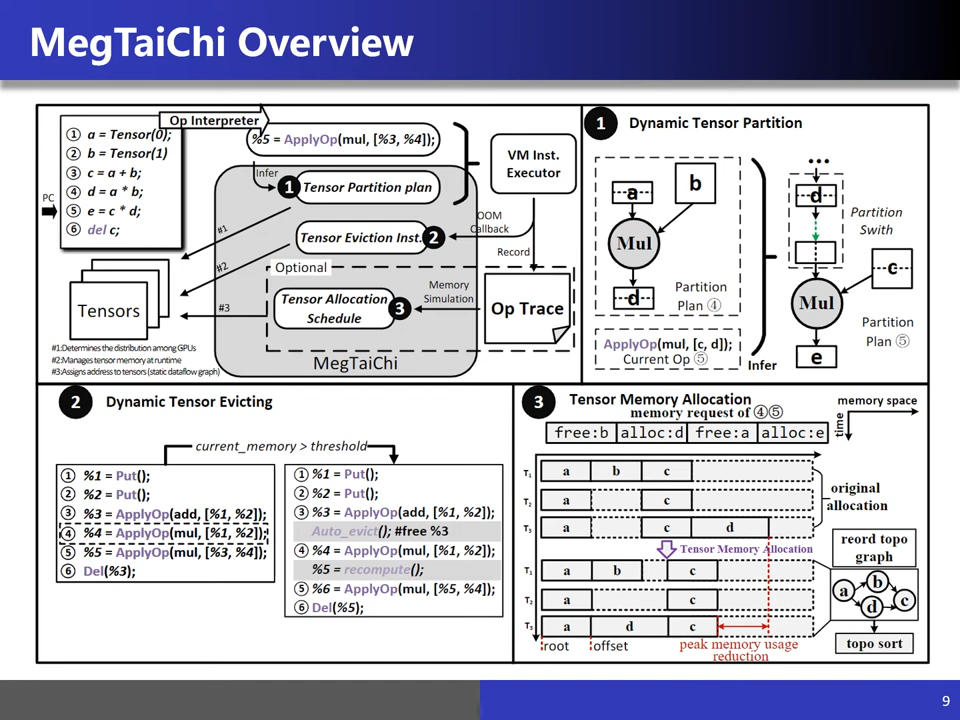 MegTaiChi Overview
Op Interpreter
① a = Tensor(0);
② b = Tensor(1)
③ c = a + b;
④ d = a * b;
⑤ e = c * d;
⑥ del c;
PC
%5 = ApplyOp(mul, [%3, %4]);
Infer
1 Tensor Partition plan
VM Inst.
Executor
OOM
Callback
Tensor Eviction Inst. 2
Record
#1
#2
#3
Optional
Tensor Allocation
Schedule 3
Memory
Simulation
Op Trace
Tensors
MegTaiChi
#1:Determines the distribution among GPUs
#2:Manages tensor memory at runtime
#3:Assigns address to tensors (static dataflow graph)
1 Dynamic Tensor Partition
a
b
Mul
d
Partition
Plan ④
ApplyOp(mul, [c, d]);
Current Op ⑤
Infer
•••
d
Partition
Swith
c
Mul
Partition
Plan ⑤
e
2 Dynamic Tensor Evicting
current_memory > threshold
① %1 = Put();
② %2 = Put();
③ %3 = ApplyOp(add, [%1, %2]);
④ %4 = ApplyOp(mul, [%1, %2]);
⑤ %5 = ApplyOp(mul, [%3, %4]);
⑥ Del(%3);
① %1 = Put();
② %2 = Put();
③ %3 = ApplyOp(add, [%1, %2]);
Auto_evict(); #free %3
④ %4 = ApplyOp(mul, [%1, %2]);
%5 = recompute();
⑤ %6 = ApplyOp(mul, [%5, %4]);
⑥ Del(%5);
3 Tensor Memory Allocation
memory request of ④⑤
memory space
time
free:b alloc:d free:a alloc:e
T1 a b c
T2 a c
T3 a c d
original
allocation
Tensor Memory Allocation
T1 a b c
T2 a c
T3 a d c
root offset
peak memory usage
reduction
reord topo
graph
a b d c
topo sort
9